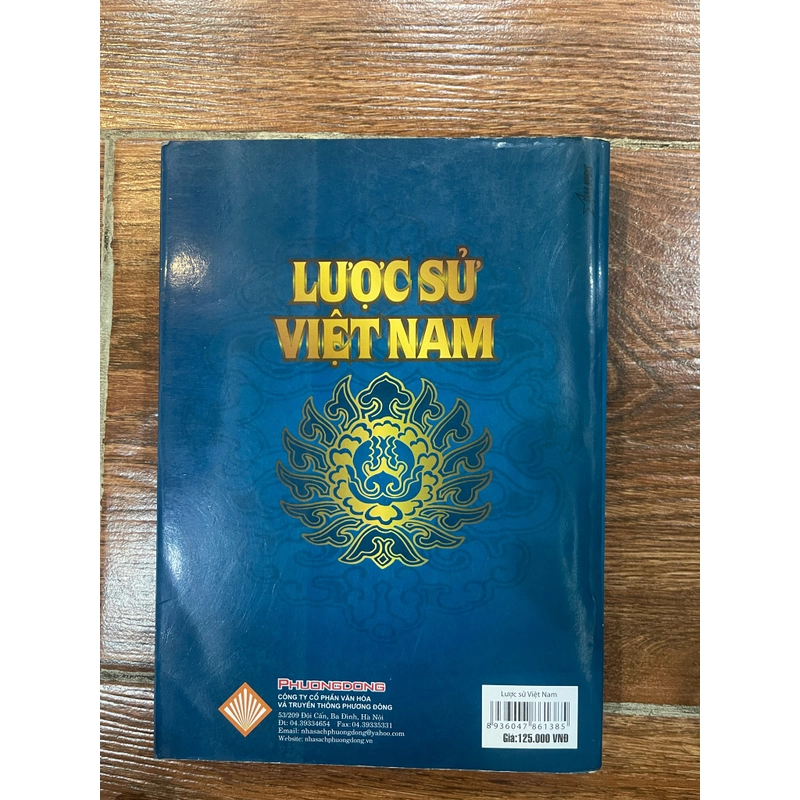 LƯỢC SỬ
VIỆT NAM
PHUONGDONG
CÔNG TY CỔ PHẦN VĂN HÓA
VÀ TRUYỀN THÔNG PHƯƠNG ĐÔNG
53/209 Đội Cấn, Ba Đình, Hà Nội
Đt: 04.39334654 Fax: 04.39335331
Email: nhasachphuongdong@yahoo.com
Website: nhasachphuongdong.vn
Lược sử Việt Nam
8936047 861385
Giá:125.000 VNĐ